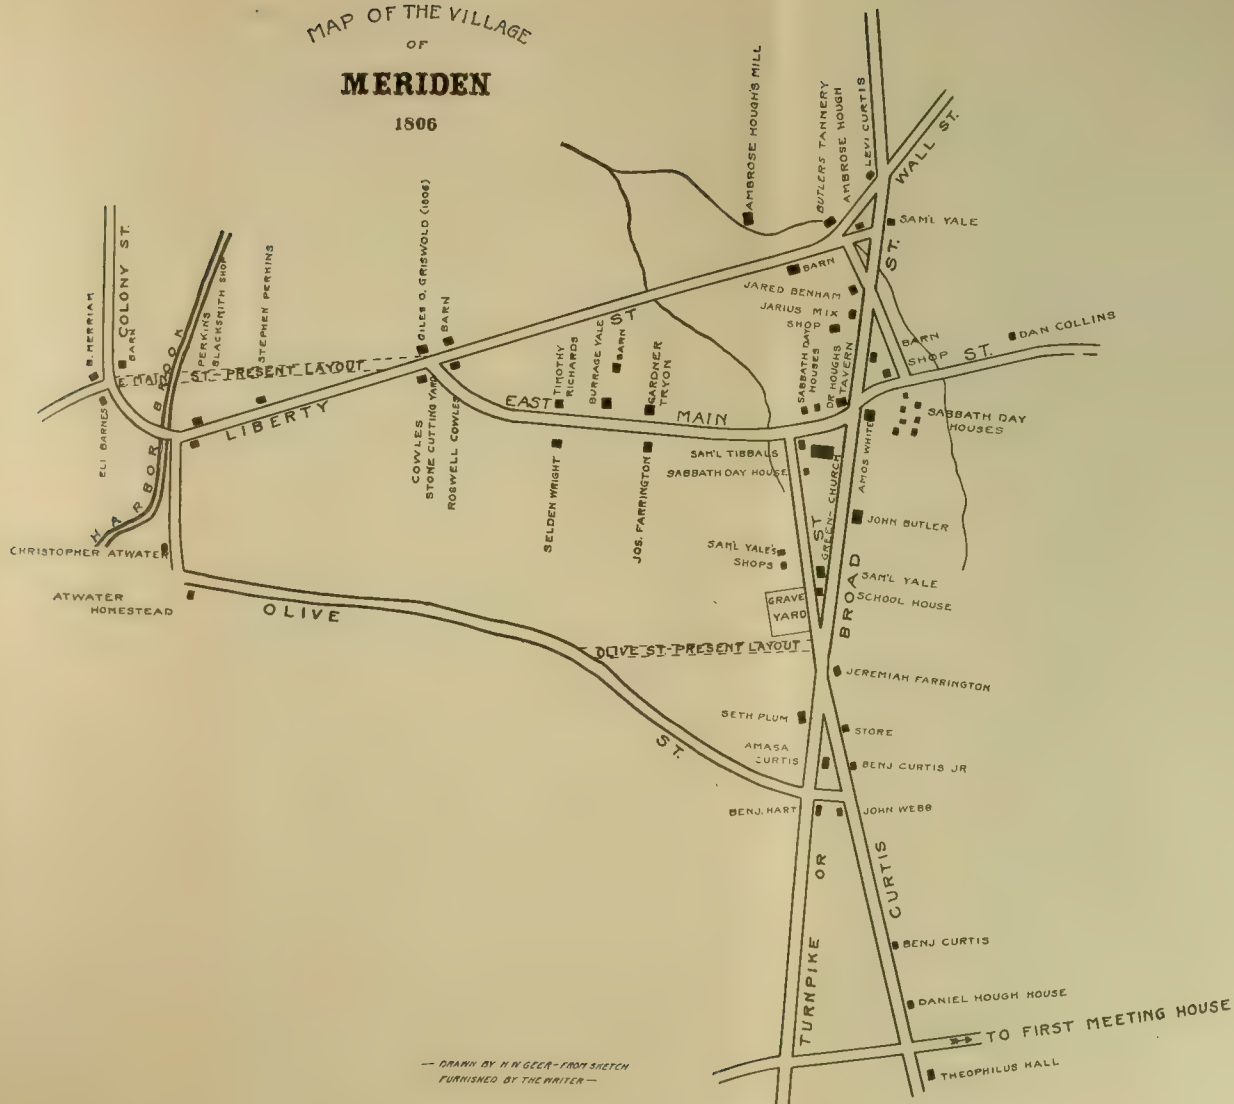 MAP OF THE VILLAGE
OF
MERIDEN
1806
AMBROSE HOUGH'S MILL
BUTLERS TANNERY
AMBROSE HOUGH
LEVI CURTIS
WALL ST.
SAM'L YALE
ST.
BARN
JARED BENHAM
JARIUS MIX
SHOP
SABBATH DAY
HOUSES
DR HOUGHS
TAVERN
BARN
SHOP
ST.
DAN COLLINS
SABBATH DAY
HOUSES
B. MERRIAM
COLONY ST.
BARN
PERKINS
BLACKSMITH SHOP
STEPHEN PERKINS
GILES O. GRISWOLD (1806)
BARN
E MAIN ST-PRESENT LAYOUT
ELI BARNES
HARBOR BROOK
LIBERTY
ST
COWLES
STONE CUTTING YARD
ROSWELL COWLES
EAST
MAIN
TIMOTHY
RICHARDS
BURRAGE YALE
BARN
GARDNER
TRYON
SELDEN WRIGHT
JOS. FARRINGTON
SAM'L TIBBALS
SABBATH DAY HOUSE
GREEN-CHURCH
ST
AMOS WHITE
JOHN BUTLER
SAM'L YALE'S
SHOPS
SAM'L YALE
SCHOOL HOUSE
GRAVE
YARD
BROAD
CHRISTOPHER ATWATER
ATWATER
HOMESTEAD
OLIVE
ST.
OLIVE ST-PRESENT LAYOUT
JEREMIAH FARRINGTON
SETH PLUM
STORE
AMASA
CURTIS
BENJ CURTIS JR
BENJ. HART
JOHN WEBB
TURNPIKE OR
CURTIS
BENJ CURTIS
DANIEL HOUGH HOUSE
TO FIRST MEETING HOUSE
THEOPHILUS HALL
— DRAWN BY H W GEER - FROM SKETCH
FURNISHED BY THE WRITER —